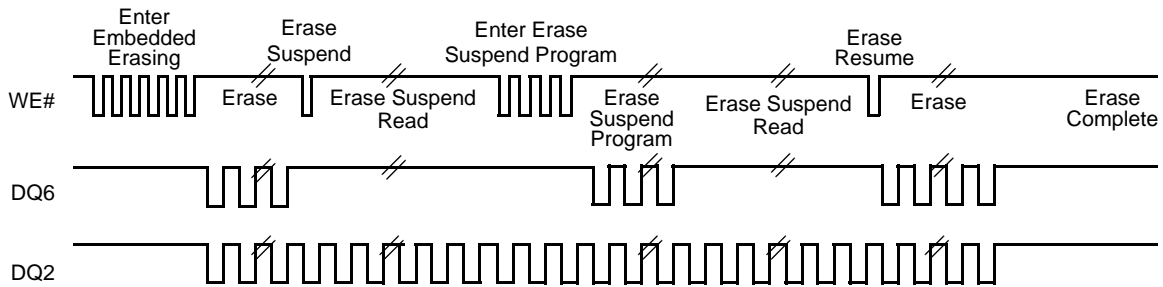 Enter
Embedded
Erasing
Erase
Suspend
Enter Erase
Suspend Program
Erase
Resume
WE#
Erase
Erase Suspend
Read
Erase
Suspend
Program
Erase Suspend
Read
Erase
Erase
Complete
DQ6
DQ2